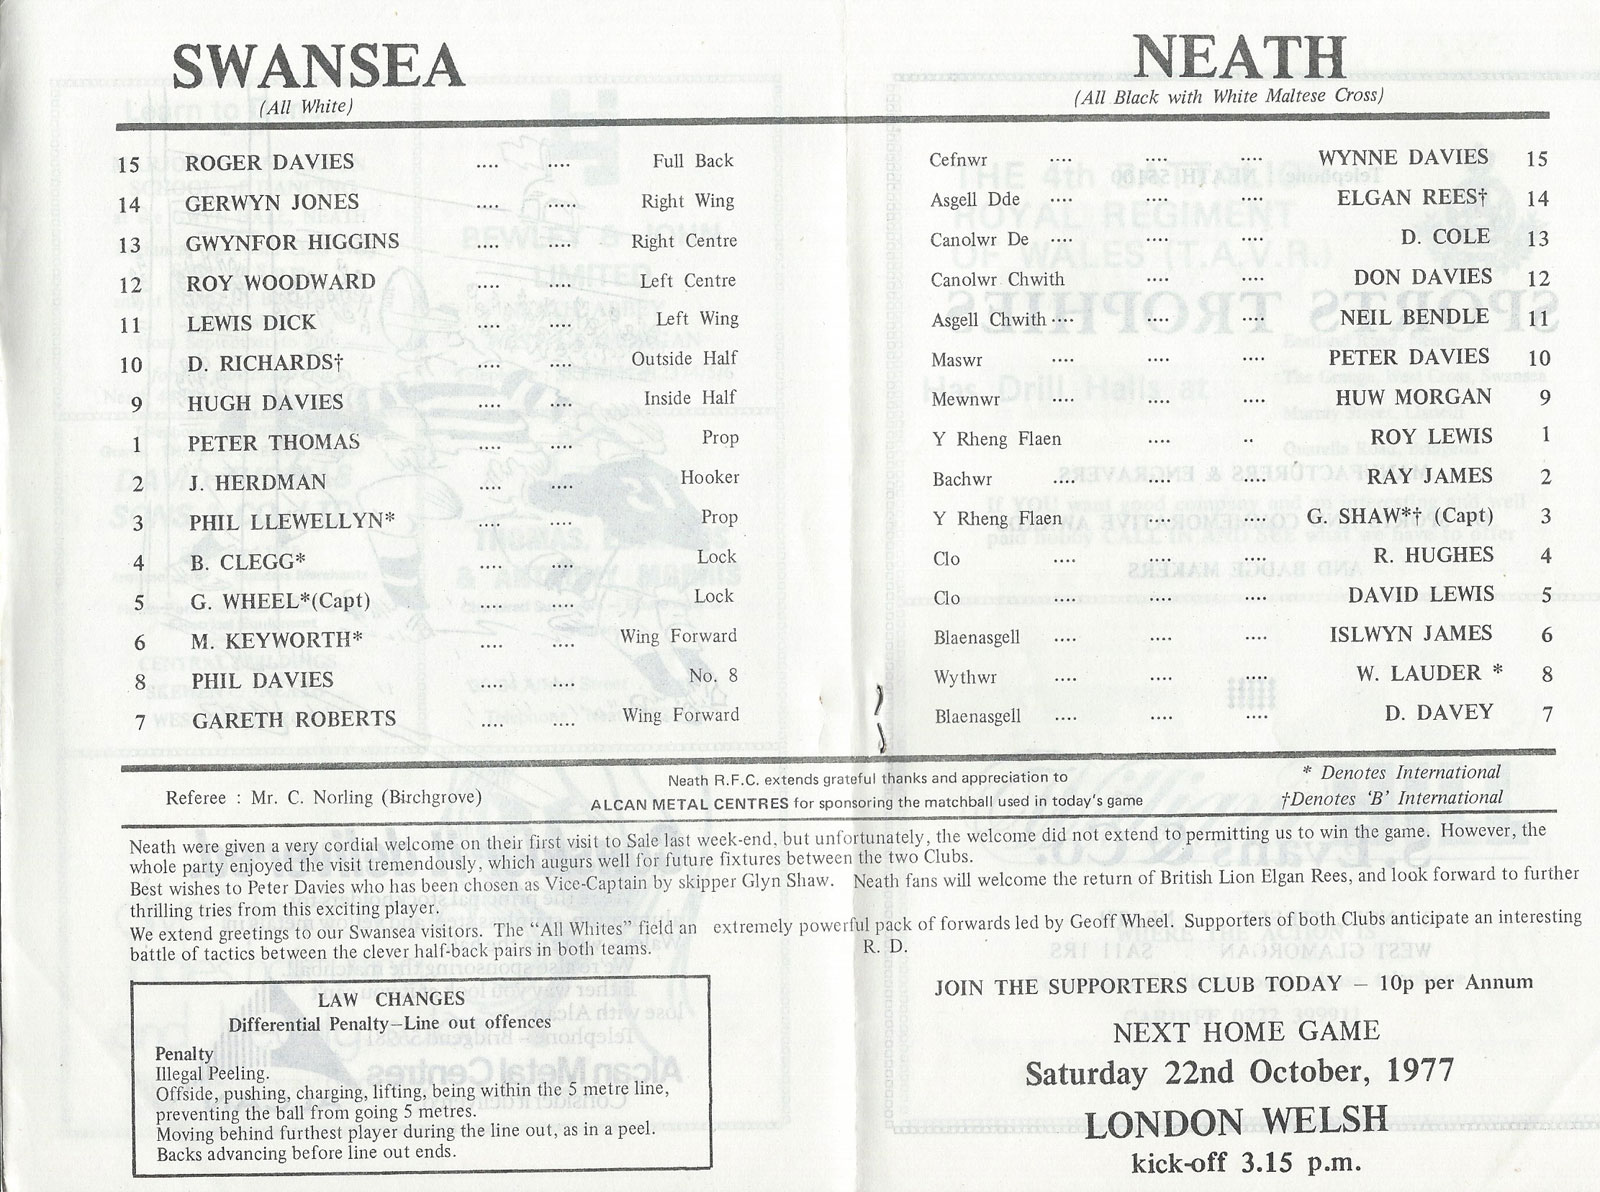 SWANSEA
(All White)
15 ROGER DAVIES .... .... Full Back
14 GERWYN JONES .... ..... Right Wing
13 GWYNFOR HIGGINS .... .... Right Centre
12 ROY WOODWARD .... .... Left Centre
11 LEWIS DICK .... .... Left Wing
10 D. RICHARDS† .... .... Outside Half
9 HUGH DAVIES .... .... Inside Half
1 PETER THOMAS .... .... Prop
2 J. HERDMAN .... .... Hooker
3 PHIL LLEWELLYN* .... .... Prop
4 B. CLEGG* .... .... Lock
5 G. WHEEL*(Capt) .... .... Lock
6 M. KEYWORTH* .... .... Wing Forward
8 PHIL DAVIES .... .... No. 8
7 GARETH ROBERTS .... .... Wing Forward
NEATH
(All Black with White Maltese Cross)
Cefnwr .... .... .... WYNNE DAVIES 15
Asgell Dde .... .... .... ELGAN REES† 14
Canolwr De .... .... .... D. COLE 13
Canolwr Chwith .... .... DON DAVIES 12
Asgell Chwith .... .... .... NEIL BENDLE 11
Maswr .... .... .... PETER DAVIES 10
Mewnwr .... .... .... HUW MORGAN 9
Y Rheng Flaen .... .. ROY LEWIS 1
Bachwr .... .... .... RAY JAMES 2
Y Rheng Flaen .... .... G. SHAW*† (Capt) 3
Clo .... .... .... R. HUGHES 4
Clo .... .... .... DAVID LEWIS 5
Blaenasgell .... .... .... ISLWYN JAMES 6
Wythwr .... .... .... W. LAUDER * 8
Blaenasgell .... .... .... D. DAVEY 7
Referee : Mr. C. Norling (Birchgrove)
Neath R.F.C. extends grateful thanks and appreciation to
ALCAN METAL CENTRES for sponsoring the matchball used in today's game
* Denotes International
†Denotes 'B' International
Neath were given a very cordial welcome on their first visit to Sale last week-end, but unfortunately, the welcome did not extend to permitting us to win the game. However, the
whole party enjoyed the visit tremendously, which augurs well for future fixtures between the two Clubs.
Best wishes to Peter Davies who has been chosen as Vice-Captain by skipper Glyn Shaw. Neath fans will welcome the return of British Lion Elgan Rees, and look forward to further
thrilling tries from this exciting player.
We extend greetings to our Swansea visitors. The "All Whites" field an extremely powerful pack of forwards led by Geoff Wheel. Supporters of both Clubs anticipate an interesting
battle of tactics between the clever half-back pairs in both teams. R. D.
LAW CHANGES
Differential Penalty—Line out offences
Penalty
Illegal Peeling.
Offside, pushing, charging, lifting, being within the 5 metre line,
preventing the ball from going 5 metres.
Moving behind furthest player during the line out, as in a peel.
Backs advancing before line out ends.
JOIN THE SUPPORTERS CLUB TODAY — 10p per Annum
NEXT HOME GAME
Saturday 22nd October, 1977
LONDON WELSH
kick-off 3.15 p.m.